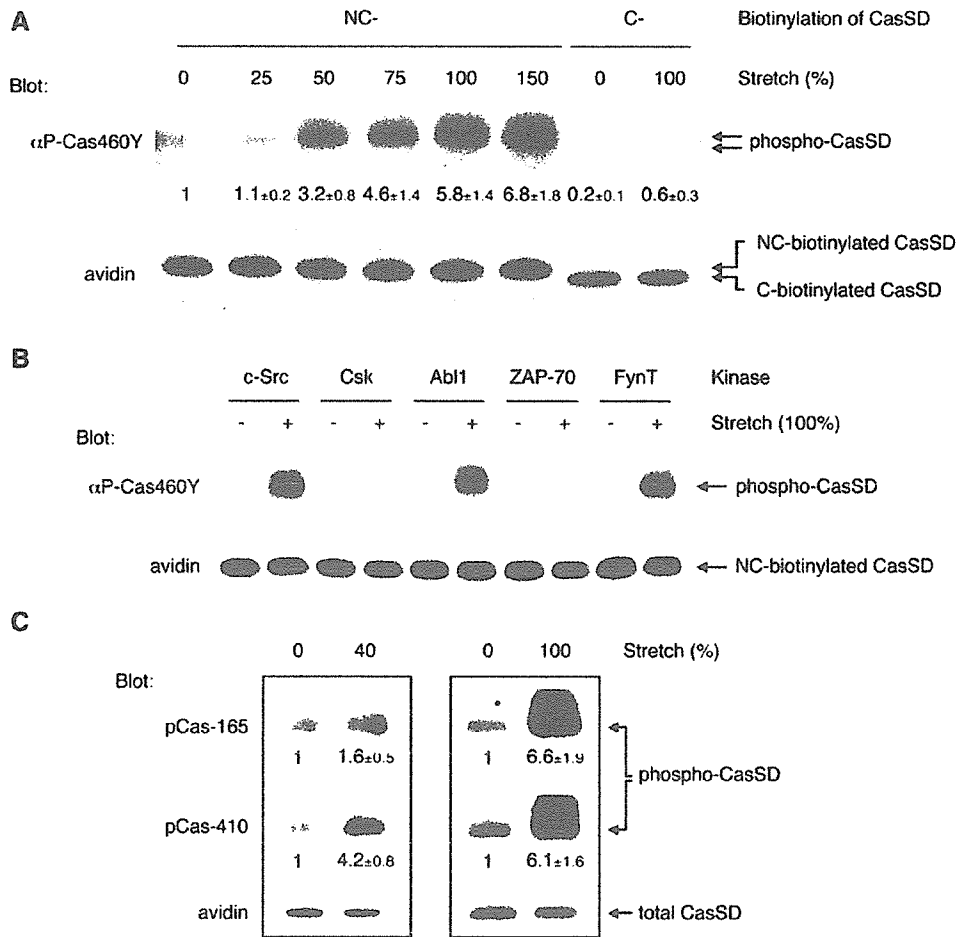 A NC- C- Biotinylation of CasSD
Blot: 0 25 50 75 100 150 0 100 Stretch (%)
αP-Cas460Y phospho-CasSD
1 1.1±0.2 3.2±0.8 4.6±1.4 5.8±1.4 6.8±1.8 0.2±0.1 0.6±0.3
NC-biotinylated CasSD
avidin
C-biotinylated CasSD
B
c-Src Csk Abl1 ZAP-70 FynT Kinase
- + - + - + - + - + Stretch (100%)
Blot:
αP-Cas460Y phospho-CasSD
avidin NC-biotinylated CasSD
C
0 40 0 100 Stretch (%)
Blot:
pCas-165
1 1.6±0.5 1 6.6±1.9
phospho-CasSD
pCas-410
1 4.2±0.8 1 6.1±1.6
avidin total CasSD